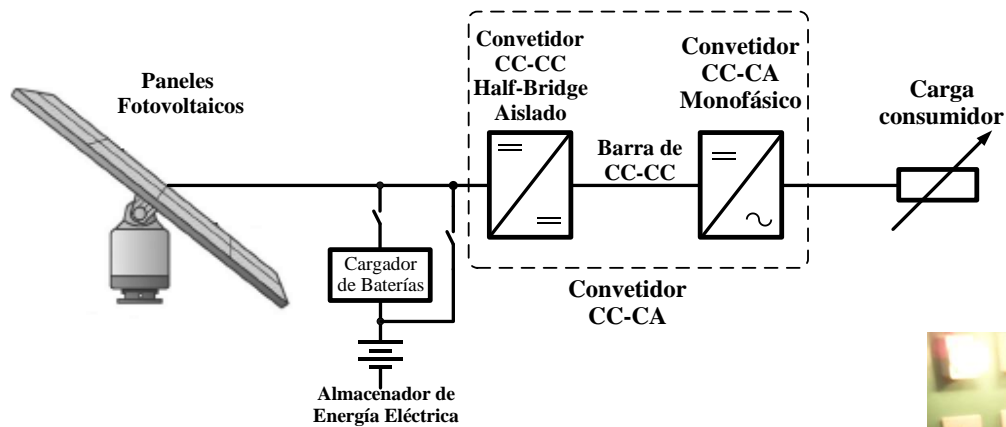 Paneles
Fotovoltaicos
Convetidor
CC-CC
Half-Bridge
Aislado
Convetidor
CC-CA
Monofásico
Carga
consumidor
Barra de
CC-CC
Cargador
de Baterías
Convetidor
CC-CA
Almacenador de
Energía Eléctrica